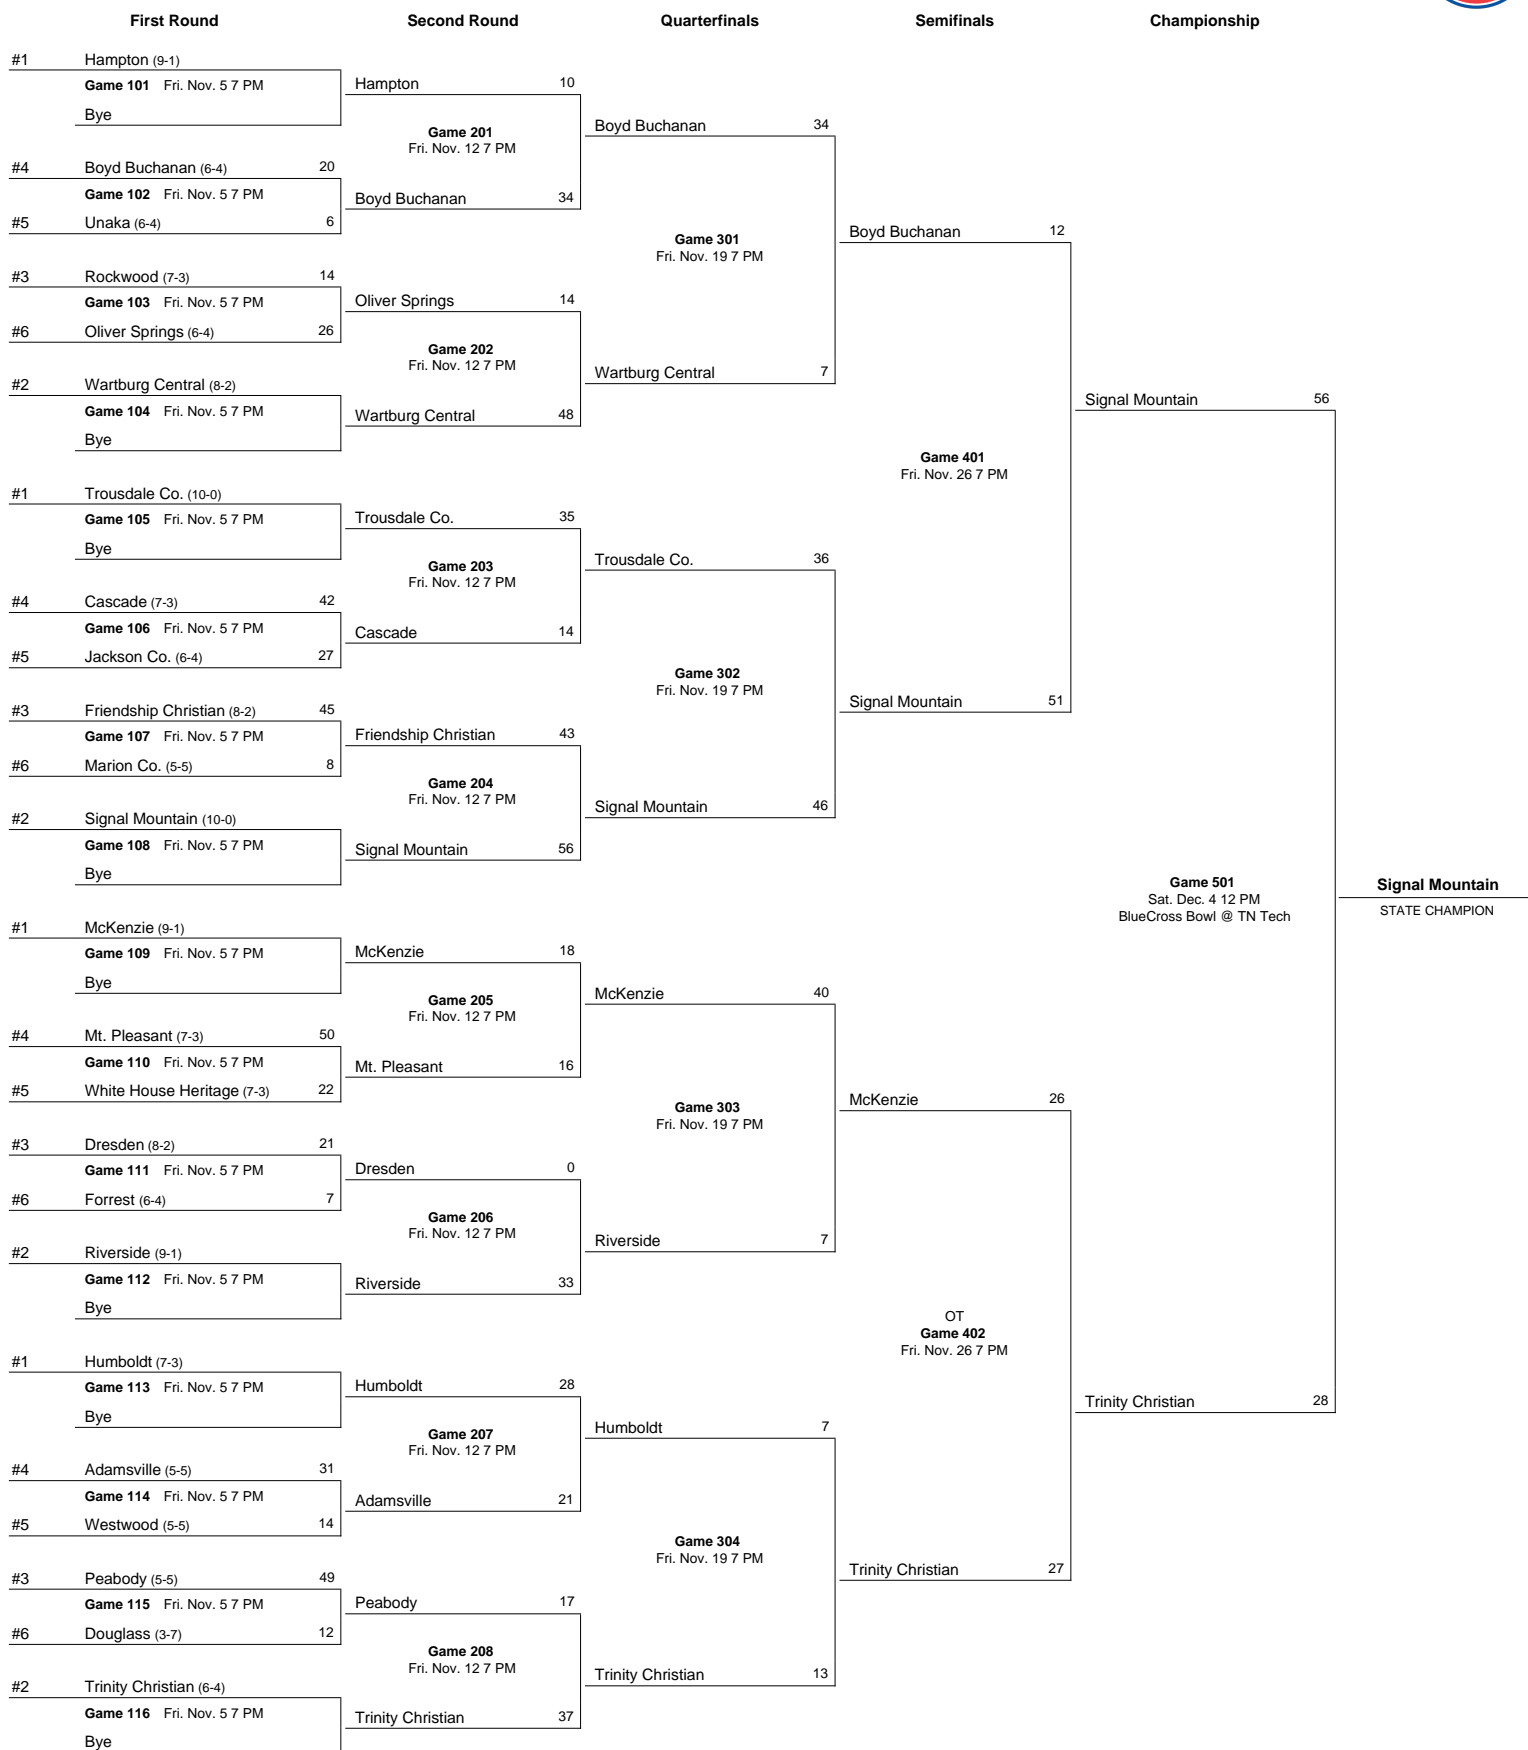 First Round
Second Round
Quarterfinals
Semifinals
Championship
#1 Hampton (9-1)
Game 101 Fri. Nov. 5 7 PM
Bye
#4 Boyd Buchanan (6-4) 20
Game 102 Fri. Nov. 5 7 PM
#5 Unaka (6-4) 6
#3 Rockwood (7-3) 14
Game 103 Fri. Nov. 5 7 PM
#6 Oliver Springs (6-4) 26
#2 Wartburg Central (8-2)
Game 104 Fri. Nov. 5 7 PM
Bye
#1 Trousdale Co. (10-0)
Game 105 Fri. Nov. 5 7 PM
Bye
#4 Cascade (7-3) 42
Game 106 Fri. Nov. 5 7 PM
#5 Jackson Co. (6-4) 27
#3 Friendship Christian (8-2) 45
Game 107 Fri. Nov. 5 7 PM
#6 Marion Co. (5-5) 8
#2 Signal Mountain (10-0)
Game 108 Fri. Nov. 5 7 PM
Bye
#1 McKenzie (9-1)
Game 109 Fri. Nov. 5 7 PM
Bye
#4 Mt. Pleasant (7-3) 50
Game 110 Fri. Nov. 5 7 PM
#5 White House Heritage (7-3) 22
#3 Dresden (8-2) 21
Game 111 Fri. Nov. 5 7 PM
#6 Forrest (6-4) 7
#2 Riverside (9-1)
Game 112 Fri. Nov. 5 7 PM
Bye
#1 Humboldt (7-3)
Game 113 Fri. Nov. 5 7 PM
Bye
#4 Adamsville (5-5) 31
Game 114 Fri. Nov. 5 7 PM
#5 Westwood (5-5) 14
#3 Peabody (5-5) 49
Game 115 Fri. Nov. 5 7 PM
#6 Douglass (3-7) 12
#2 Trinity Christian (6-4)
Game 116 Fri. Nov. 5 7 PM
Bye
Hampton 10
Game 201
Fri. Nov. 12 7 PM
Boyd Buchanan 34
Oliver Springs 14
Game 202
Fri. Nov. 12 7 PM
Wartburg Central 48
Trousdale Co. 35
Game 203
Fri. Nov. 12 7 PM
Cascade 14
Friendship Christian 43
Game 204
Fri. Nov. 12 7 PM
Signal Mountain 56
McKenzie 18
Game 205
Fri. Nov. 12 7 PM
Mt. Pleasant 16
Dresden 0
Game 206
Fri. Nov. 12 7 PM
Riverside 33
Humboldt 28
Game 207
Fri. Nov. 12 7 PM
Adamsville 21
Peabody 17
Game 208
Fri. Nov. 12 7 PM
Trinity Christian 37
Boyd Buchanan 34
Game 301
Fri. Nov. 19 7 PM
Wartburg Central 7
Trousdale Co. 36
Game 302
Fri. Nov. 19 7 PM
Signal Mountain 46
McKenzie 40
Game 303
Fri. Nov. 19 7 PM
Riverside 7
Humboldt 7
Game 304
Fri. Nov. 19 7 PM
Trinity Christian 13
Boyd Buchanan 12
Game 401
Fri. Nov. 26 7 PM
Signal Mountain 51
McKenzie 26
OT
Game 402
Fri. Nov. 26 7 PM
Trinity Christian 27
Signal Mountain 56
Game 501
Sat. Dec. 4 12 PM
BlueCross Bowl @ TN Tech
Trinity Christian 28
Signal Mountain
STATE CHAMPION